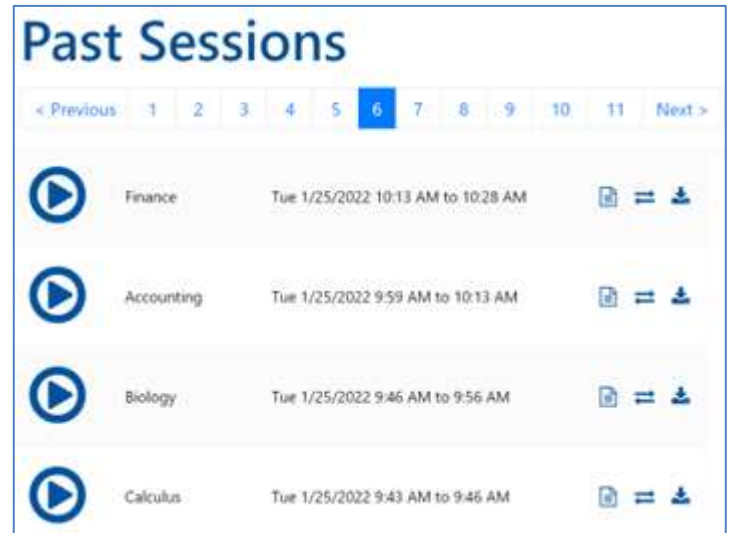 Past Sessions
< Previous 1 2 3 4 5 6 7 8 9 10 11 Next >
Finance Tue 1/25/2022 10:13 AM to 10:28 AM
Accounting Tue 1/25/2022 9:59 AM to 10:13 AM
Biology Tue 1/25/2022 9:46 AM to 9:56 AM
Calculus Tue 1/25/2022 9:43 AM to 9:46 AM